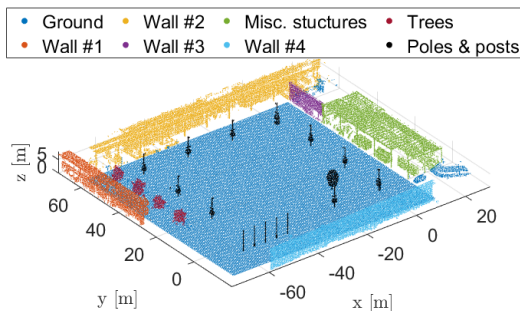 Ground Wall #2 Misc. stuctures Trees
Wall #1 Wall #3 Wall #4 Poles & posts
z [m]
5
0
60
40
20
0
y [m]
-60
-40
-20
0
20
x [m]